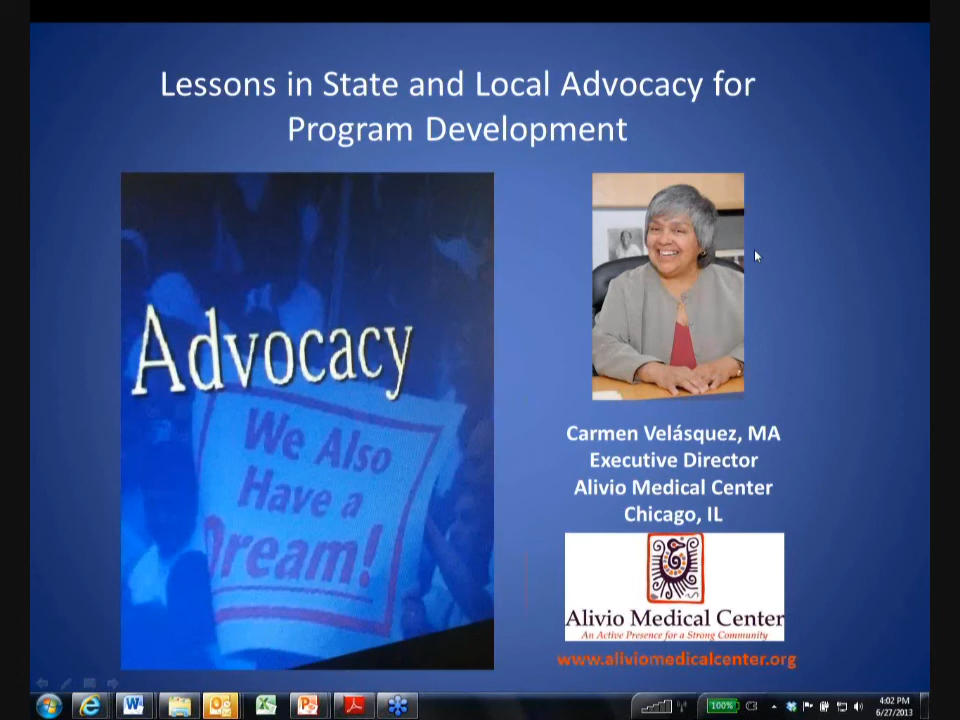 Lessons in State and Local Advocacy for
Program Development
Advocacy
We Also
Have a
Dream!
Carmen Velásquez, MA
Executive Director
Alivio Medical Center
Chicago, IL
Alivio Medical Center
An Active Presence for a Strong Community
www.aliviomedicalcenter.org
100%
4:02 PM
6/27/2013